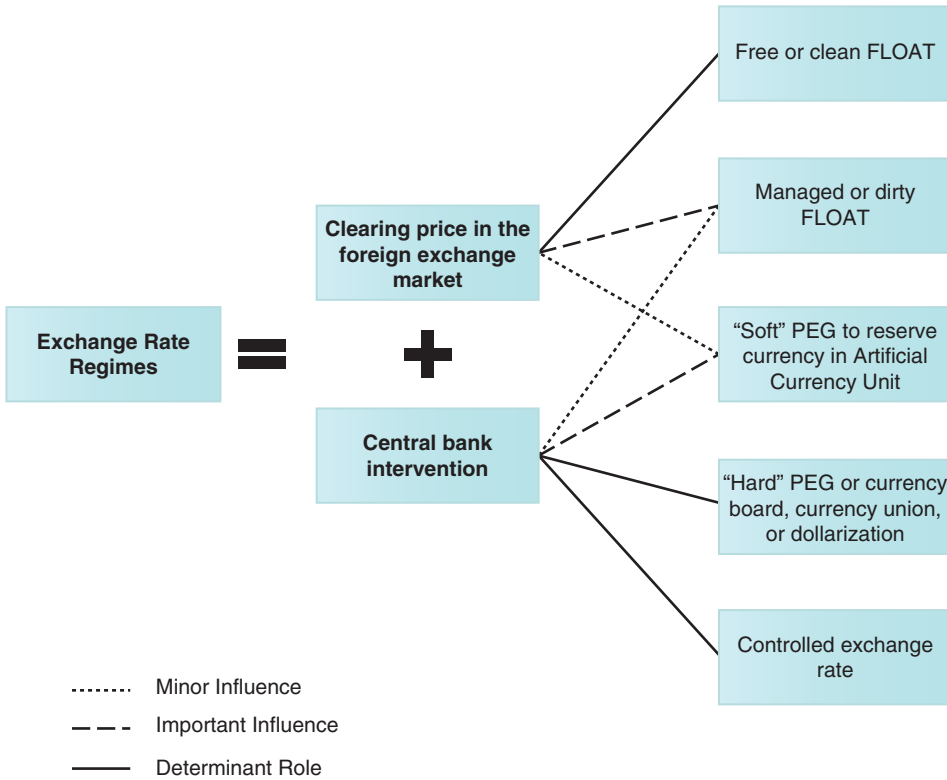 Free or clean FLOAT
Managed or dirty
FLOAT
Clearing price in the
foreign exchange
market
Exchange Rate
Regimes
=
+
“Soft” PEG to reserve
currency in Artificial
Currency Unit
Central bank
intervention
“Hard” PEG or currency
board, currency union,
or dollarization
Controlled exchange
rate
Minor Influence
Important Influence
Determinant Role